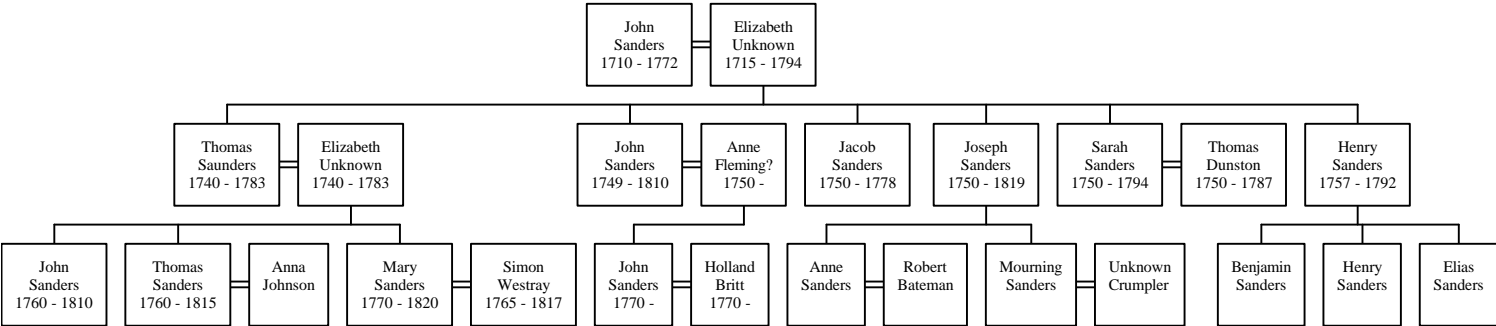 John
Sanders
1710 - 1772
Elizabeth
Unknown
1715 - 1794
Thomas
Saunders
1740 - 1783
Elizabeth
Unknown
1740 - 1783
John
Sanders
1749 - 1810
Anne
Fleming?
1750 -
Jacob
Sanders
1750 - 1778
Joseph
Sanders
1750 - 1819
Sarah
Sanders
1750 - 1794
Thomas
Dunston
1750 - 1787
Henry
Sanders
1757 - 1792
John
Sanders
1760 - 1810
Thomas
Sanders
1760 - 1815
Anna
Johnson
Mary
Sanders
1770 - 1820
Simon
Westray
1765 - 1817
John
Sanders
1770 -
Holland
Britt
1770 -
Anne
Sanders
Robert
Bateman
Mourning
Sanders
Unknown
Crumpler
Benjamin
Sanders
Henry
Sanders
Elias
Sanders